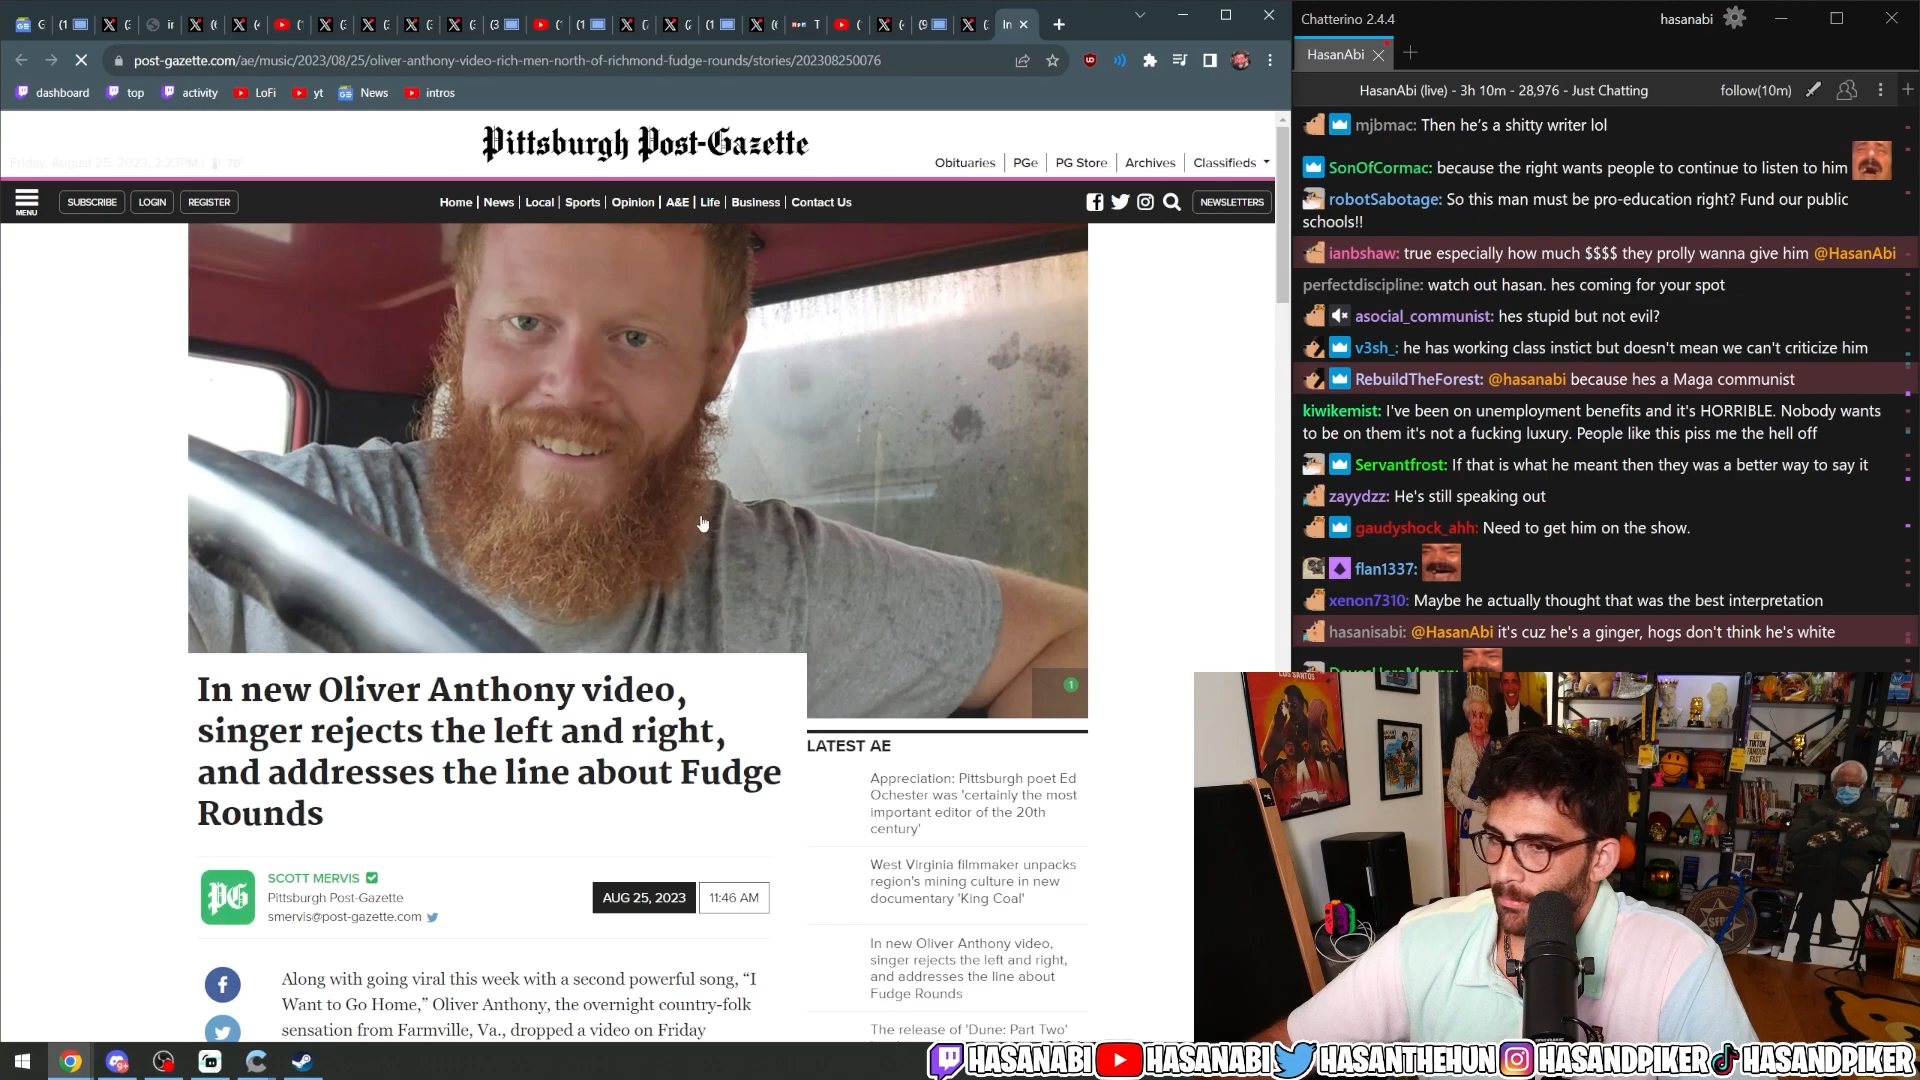 post-gazette.com/ae/music/2023/08/25/oliver-anthony-video-rich-men-north-of-richmond-fudge-rounds/stories/202308250076
dashboard top activity LoFi yt News intros
Pittsburgh Post-Gazette
Friday, August 25, 2023, 2:23PM | 70°
Obituaries | PGe | PG Store | Archives | Classifieds
MENU SUBSCRIBE LOGIN REGISTER Home | News | Local | Sports | Opinion | A&E | Life | Business | Contact Us NEWSLETTERS
1
In new Oliver Anthony video,
singer rejects the left and right,
and addresses the line about Fudge
Rounds
SCOTT MERVIS
Pittsburgh Post-Gazette
smervis@post-gazette.com
AUG 25, 2023 11:46 AM
Along with going viral this week with a second powerful song, “I
Want to Go Home,” Oliver Anthony, the overnight country-folk
sensation from Farmville, Va., dropped a video on Friday
LATEST AE
Appreciation: Pittsburgh poet Ed
Ochester was 'certainly the most
important editor of the 20th
century'
West Virginia filmmaker unpacks
region's mining culture in new
documentary 'King Coal'
In new Oliver Anthony video,
singer rejects the left and right,
and addresses the line about
Fudge Rounds
The release of 'Dune: Part Two'
Chatterino 2.4.4
hasanabi
HasanAbi
HasanAbi (live) - 3h 10m - 28,976 - Just Chatting follow(10m)
mjbmac: Then he’s a shitty writer lol
SonOfCormac: because the right wants people to continue to listen to him
robotSabotage: So this man must be pro-education right? Fund our public
schools!!
ianbshaw: true especially how much $$$$ they prolly wanna give him @HasanAbi
perfectdiscipline: watch out hasan. hes coming for your spot
asocial_communist: hes stupid but not evil?
v3sh_: he has working class instict but doesn't mean we can't criticize him
RebuildTheForest: @hasanabi because hes a Maga communist
kiwikemist: I've been on unemployment benefits and it's HORRIBLE. Nobody wants
to be on them it's not a fucking luxury. People like this piss me the hell off
Servantfrost: If that is what he meant then they was a better way to say it
zayydzz: He's still speaking out
gaudyshock_ahh: Need to get him on the show.
flan1337:
xenon7310: Maybe he actually thought that was the best interpretation
hasanisabi: @HasanAbi it's cuz he's a ginger, hogs don't think he's white
LOS SANTOS
GET
TIKTOK
FAMOUS
FAST
HASANABI HASANABI HASANTHEHUN HASANDPIKER HASANDPIKER